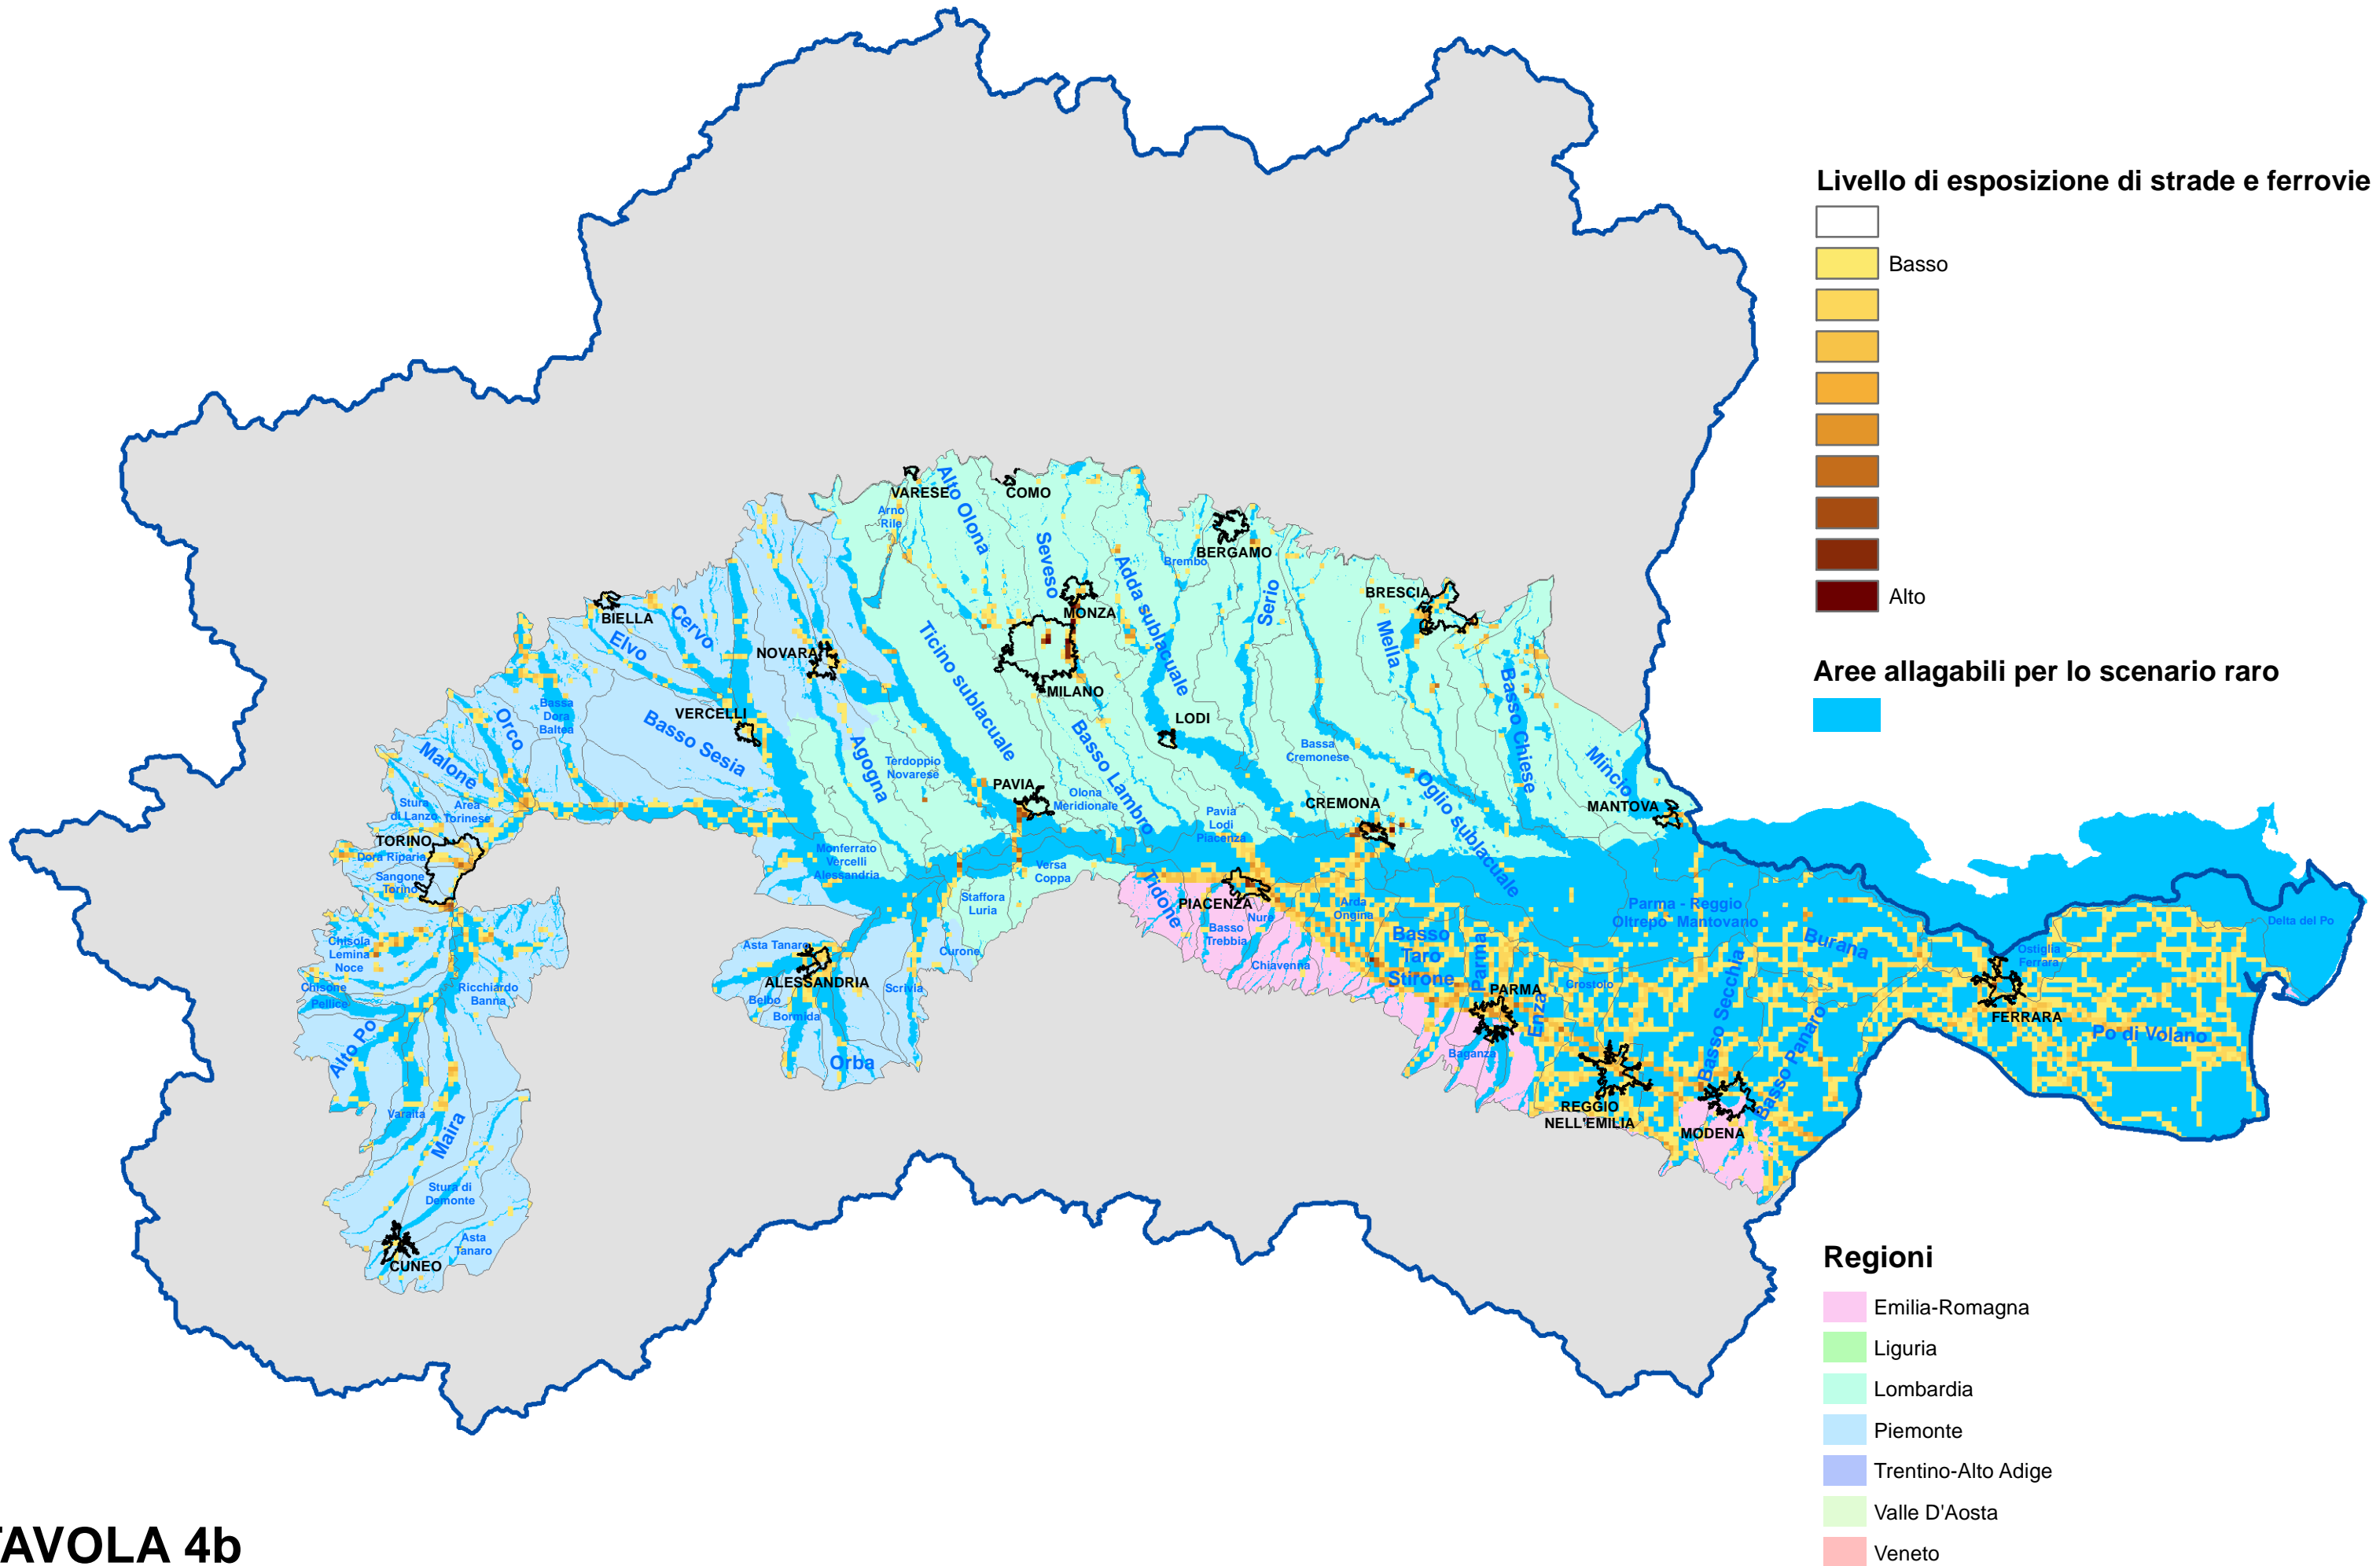 Livello di esposizione di strade e ferrovie
Basso
Alto
Aree allagabili per lo scenario raro
VARESE
COMO
Alto Olona
Arno
Rile
Seveso
BERGAMO
Brembo
Adda sublacuale
Serio
BRESCIA
Mella
MONZA
BIELLA
Cervo
Elvo
NOVARA
Ticino sublacuale
MILANO
Basso Chiese
VERCELLI
Basso Sesia
Bassa
Dora
Baltea
Orco
Malone
LODI
Basso Lambro
Bassa
Cremonese
Mincio
Agogna
Terdoppio
Novarese
PAVIA
Olona
Meridionale
Oglio sublacuale
CREMONA
MANTOVA
Stura
di Lanzo
Area
Torinese
Pavia
Lodi
Piacenza
TORINO
Dora Riparia
Sangone
Torino
Monferrato
Vercelli
Alessandria
Versa
Coppa
Staffora
Luria
Tidone
PIACENZA
Nure
Basso
Trebbia
Arda
Ongina
Parma - Reggio
Oltrepo' Mantovano
Delta del Po
Chisola
Lemina
Noce
Asta Tanaro
Curone
Chiavenna
Basso
Taro
Stirone
Parma
Burana
Ostiglia
Ferrara
Chisone
Pellice
Ricchiardo
Banna
ALESSANDRIA
Belbo
Bormida
Scrivia
PARMA
Enza
Crostolo
Basso Secchia
Basso Panaro
FERRARA
Po di Volano
Alto Po
Orba
Baganza
Varaita
Maira
REGGIO
NELL'EMILIA
MODENA
Stura di
Demonte
Asta
Tanaro
CUNEO
Regioni
Emilia-Romagna
Liguria
Lombardia
Piemonte
Trentino-Alto Adige
Valle D'Aosta
Veneto
TAVOLA 4b